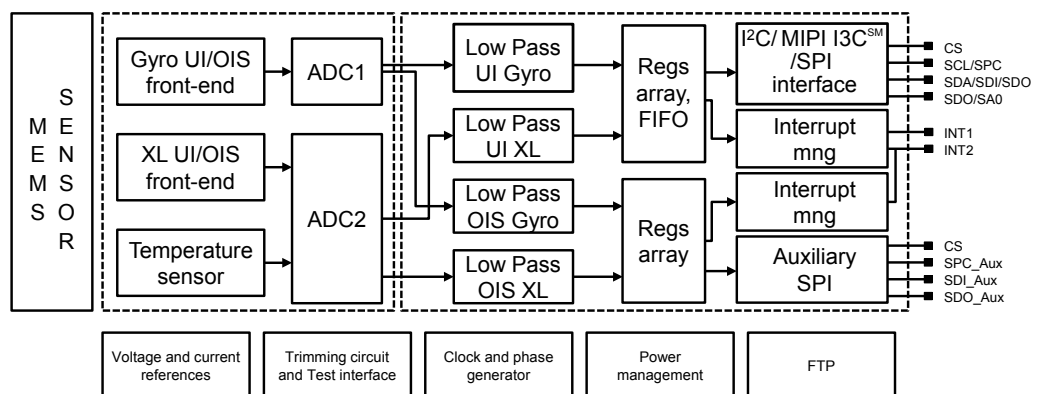 MEMS
SENSOR
Gyro UI/OIS
front-end
XL UI/OIS
front-end
Temperature
sensor
ADC1
ADC2
Low Pass
UI Gyro
Low Pass
UI XL
Low Pass
OIS Gyro
Low Pass
OIS XL
Regs
array,
FIFO
Regs
array
I²C/ MIPI I3C℠
/SPI
interface
Interrupt
mng
Interrupt
mng
Auxiliary
SPI
CS
SCL/SPC
SDA/SDI/SDO
SDO/SA0
INT1
INT2
CS
SPC_Aux
SDI_Aux
SDO_Aux
Voltage and current
references
Trimming circuit
and Test interface
Clock and phase
generator
Power
management
FTP